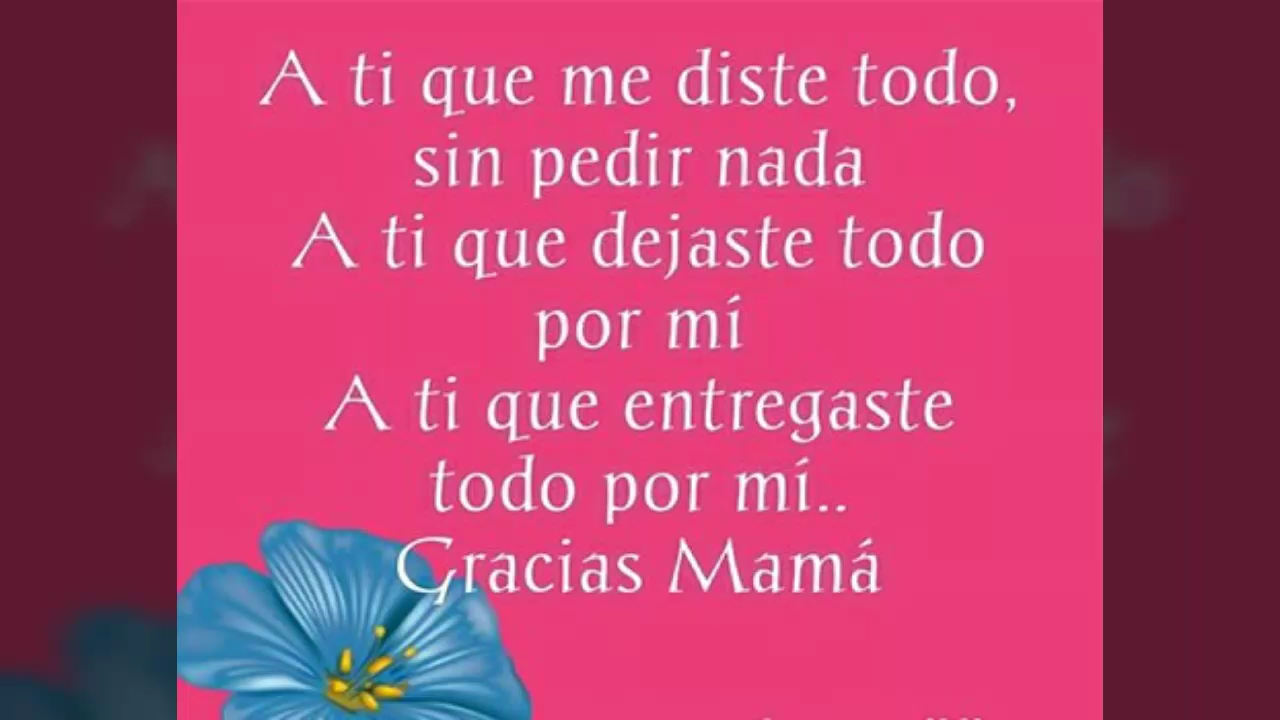 A ti que me diste todo,
sin pedir nada
A ti que dejaste todo
por mí
A ti que entregaste
todo por mí..
Gracias Mamá